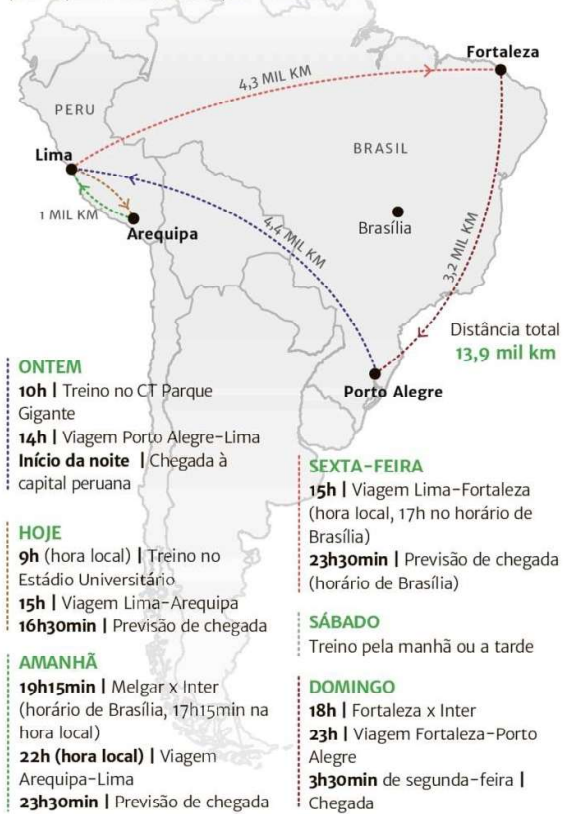 Fortaleza
4,3 MIL KM
PERU
BRASIL
Lima
1 MIL KM
Arequipa
Brasília
4,4 MIL KM
3,2 MIL KM
Distância total
13,9 mil km
Porto Alegre
ONTEM
10h | Treino no CT Parque
Gigante
14h | Viagem Porto Alegre-Lima
Início da noite | Chegada à
capital peruana
HOJE
9h (hora local) | Treino no
Estádio Universitário
15h | Viagem Lima-Arequipa
16h30min | Previsão de chegada
AMANHÃ
19h15min | Melgar x Inter
(horário de Brasília, 17h15min na
hora local)
22h (hora local) | Viagem
Arequipa-Lima
23h30min | Previsão de chegada
SEXTA-FEIRA
15h | Viagem Lima-Fortaleza
(hora local, 17h no horário de
Brasília)
23h30min | Previsão de chegada
(horário de Brasília)
SÁBADO
Treino pela manhã ou a tarde
DOMINGO
18h | Fortaleza x Inter
23h | Viagem Fortaleza-Porto
Alegre
3h30min de segunda-feira |
Chegada